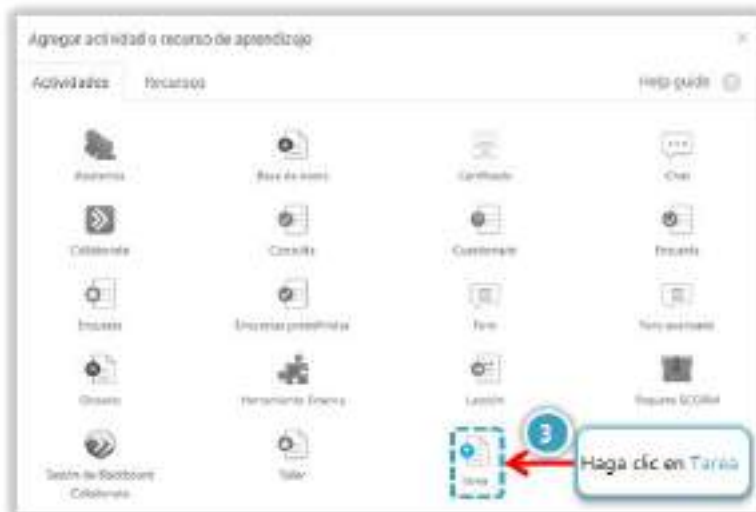 Agregar actividad o recurso de aprendizaje
Actividades Recursos Help guide
Asistencia Base de datos Certificado Chat
Collaborate Consulta Cuestionario Encuesta
Encuesta Encuestas predefinidas Foro Foro avanzado
Glosario Herramienta Externa Lección Paquete SCORM
Sesión de Blackboard Collaborate Taller Tarea
3
Haga clic en Tarea